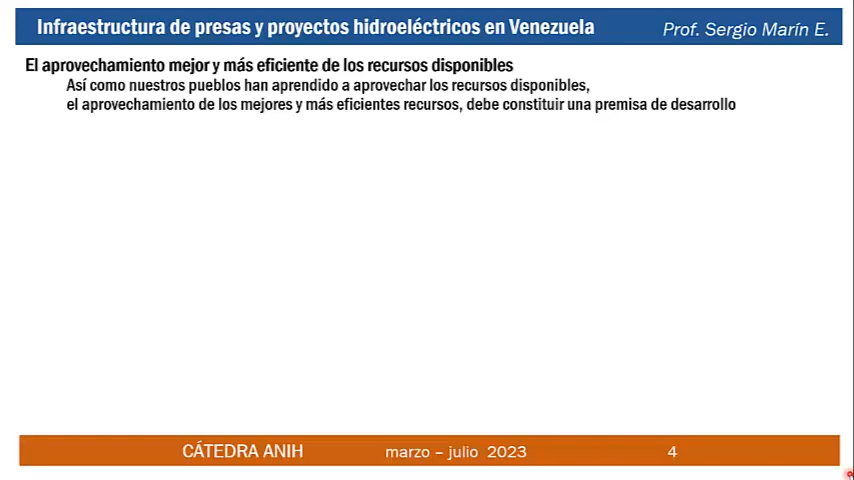 Infraestructura de presas y proyectos hidroeléctricos en Venezuela
Prof. Sergio Marín E.
El aprovechamiento mejor y más eficiente de los recursos disponibles
Así como nuestros pueblos han aprendido a aprovechar los recursos disponibles,
el aprovechamiento de los mejores y más eficientes recursos, debe constituir una premisa de desarrollo
CÁTEDRA ANIH marzo – julio 2023 4